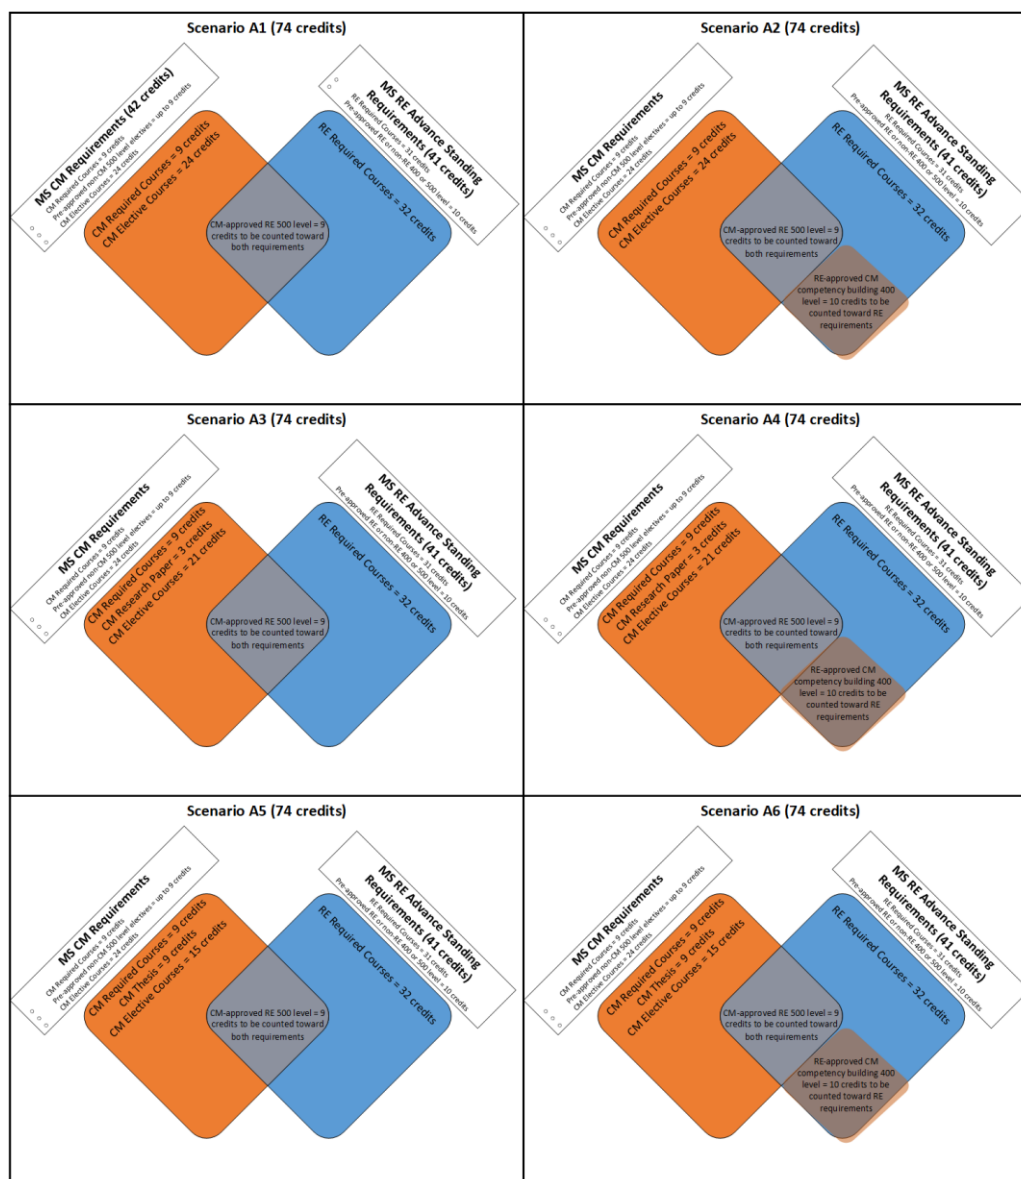 Scenario A1 (74 credits)
MS CM Requirements (42 credits)
CM Required Courses = 9 credits
Pre-approved non-CM 500 level electives = up to 9 credits
CM Elective Courses = 24 credits
CM Required Courses = 9 credits
CM Elective Courses = 24 credits
CM-approved RE 500 level = 9
credits to be counted toward
both requirements
MS RE Advance Standing
Requirements (41 credits)
RE Required Courses = 31 credits
Pre-approved RE or non-RE 400 or 500 level = 10 credits
RE Required Courses = 32 credits
Scenario A2 (74 credits)
MS CM Requirements
CM Required Courses = 9 credits
Pre-approved non-CM 500 level electives = up to 9 credits
CM Elective Courses = 24 credits
CM Required Courses = 9 credits
CM Elective Courses = 24 credits
CM-approved RE 500 level = 9
credits to be counted toward
both requirements
RE-approved CM
competency building 400
level = 10 credits to be
counted toward RE
requirements
MS RE Advance Standing
Requirements (41 credits)
RE Required Courses = 31 credits
Pre-approved RE or non-RE 400 or 500 level = 10 credits
RE Required Courses = 32 credits
Scenario A3 (74 credits)
MS CM Requirements
CM Required Courses = 9 credits
Pre-approved non-CM 500 level electives = up to 9 credits
CM Elective Courses = 24 credits
CM Required Courses = 9 credits
CM Research Paper = 3 credits
CM Elective Courses = 21 credits
CM-approved RE 500 level = 9
credits to be counted toward
both requirements
MS RE Advance Standing
Requirements (41 credits)
RE Required Courses = 31 credits
Pre-approved RE or non-RE 400 or 500 level = 10 credits
RE Required Courses = 32 credits
Scenario A4 (74 credits)
MS CM Requirements
CM Required Courses = 9 credits
Pre-approved non-CM 500 level electives = up to 9 credits
CM Elective Courses = 24 credits
CM Required Courses = 9 credits
CM Research Paper = 3 credits
CM Elective Courses = 21 credits
CM-approved RE 500 level = 9
credits to be counted toward
both requirements
RE-approved CM
competency building 400
level = 10 credits to be
counted toward RE
requirements
MS RE Advance Standing
Requirements (41 credits)
RE Required Courses = 31 credits
Pre-approved RE or non-RE 400 or 500 level = 10 credits
RE Required Courses = 32 credits
Scenario A5 (74 credits)
MS CM Requirements
CM Required Courses = 9 credits
Pre-approved non-CM 500 level electives = up to 9 credits
CM Elective Courses = 24 credits
CM Required Courses = 9 credits
CM Thesis = 9 credits
CM Elective Courses = 15 credits
CM-approved RE 500 level = 9
credits to be counted toward
both requirements
MS RE Advance Standing
Requirements (41 credits)
RE Required Courses = 31 credits
Pre-approved RE or non-RE 400 or 500 level = 10 credits
RE Required Courses = 32 credits
Scenario A6 (74 credits)
MS CM Requirements
CM Required Courses = 9 credits
Pre-approved non-CM 500 level electives = up to 9 credits
CM Elective Courses = 24 credits
CM Required Courses = 9 credits
CM Thesis = 9 credits
CM Elective Courses = 15 credits
CM-approved RE 500 level = 9
credits to be counted toward
both requirements
RE-approved CM
competency building 400
level = 10 credits to be
counted toward RE
requirements
MS RE Advance Standing
Requirements (41 credits)
RE Required Courses = 31 credits
Pre-approved RE or non-RE 400 or 500 level = 10 credits
RE Required Courses = 32 credits